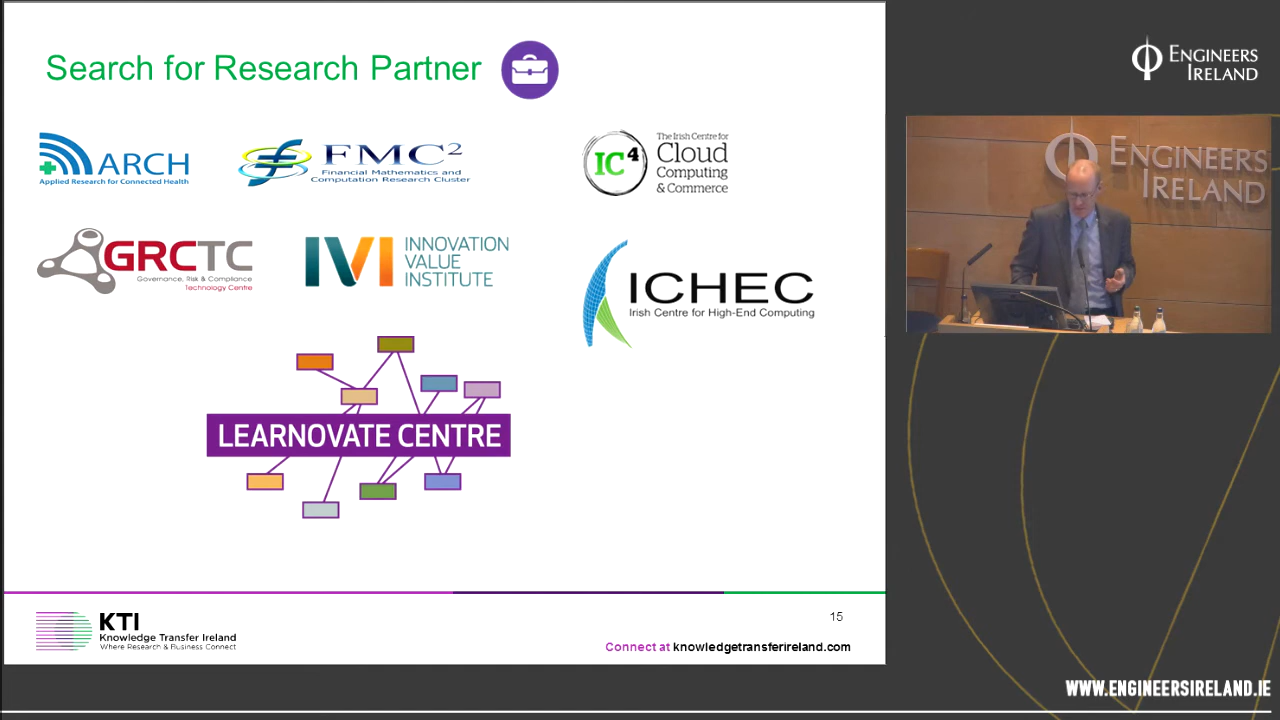 Search for Research Partner
ARCH
Applied Research for Connected Health
FMC²
Financial Mathematics and
Computation Research Cluster
IC4
The Irish Centre for
Cloud
Computing
& Commerce
GRCTC
Governance, Risk & Compliance
Technology Centre
IVI
INNOVATION
VALUE
INSTITUTE
ICHEC
Irish Centre for High-End Computing
LEARNOVATE CENTRE
KTI
Knowledge Transfer Ireland
Where Research & Business Connect
15
Connect at knowledgetransferireland.com
ENGINEERS
IRELAND
ENGINEERS
IRELAND
WWW.ENGINEERSIRELAND.IE